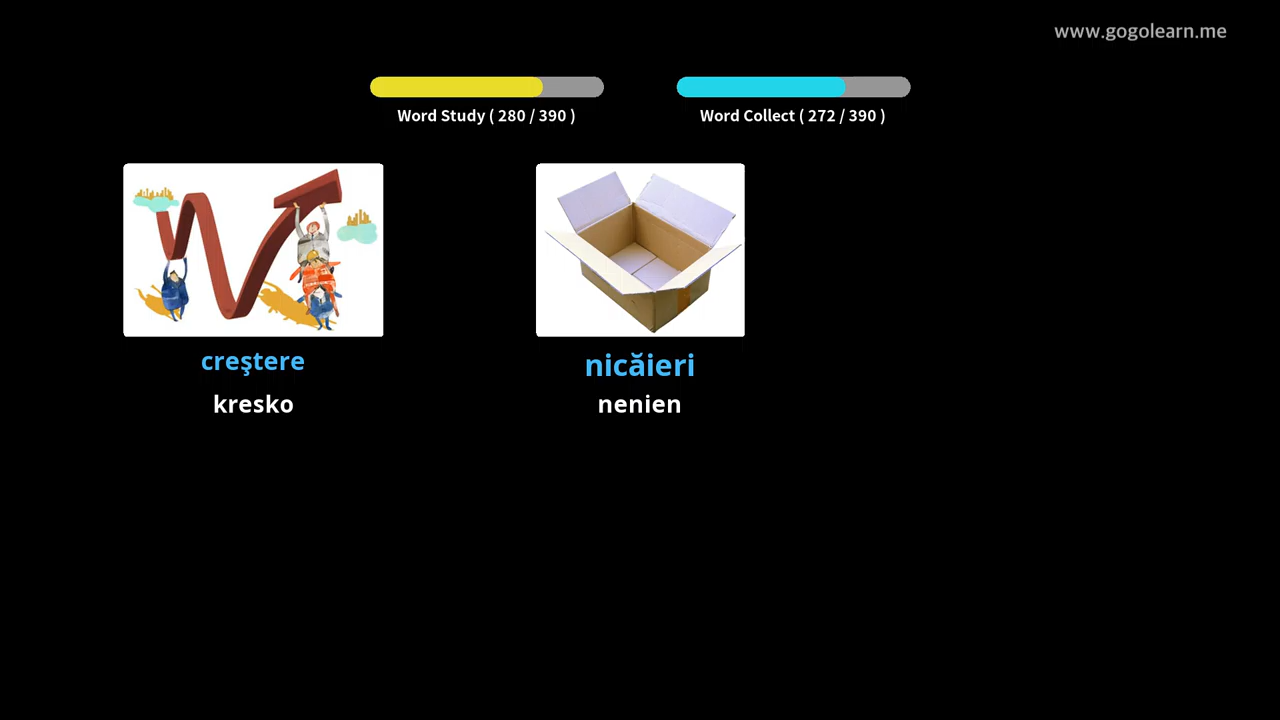 www.gogolearn.me
Word Study ( 280 / 390 )
Word Collect ( 272 / 390 )
creştere
kresko
nicăieri
nenien